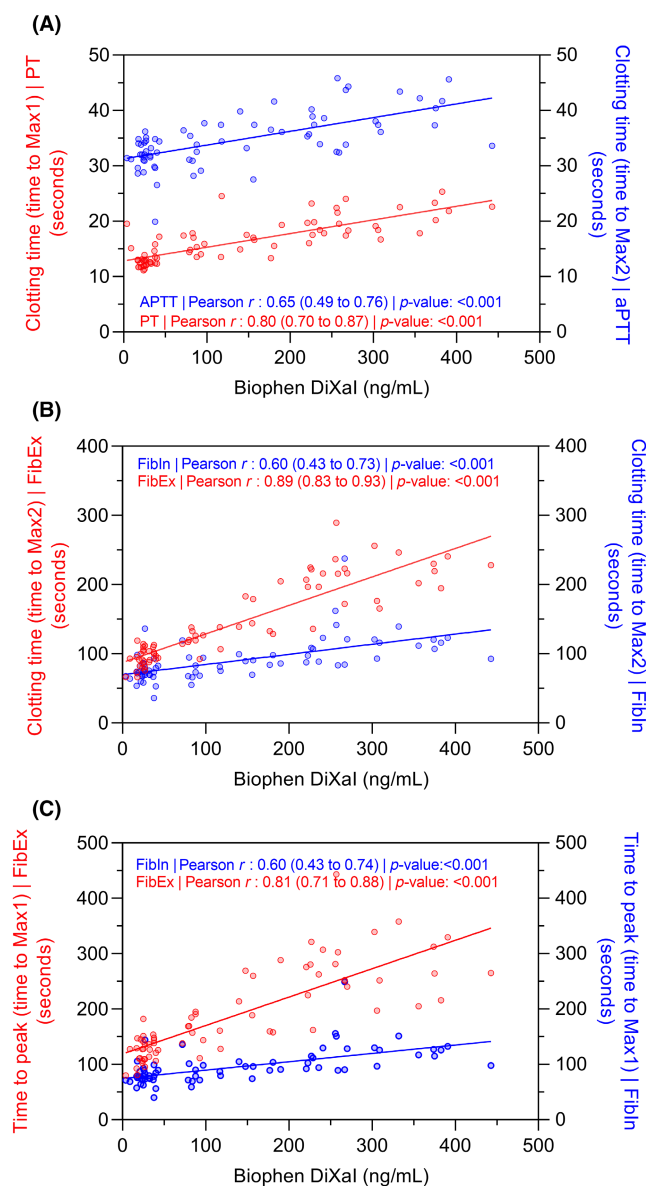 (A)
Clotting time (time to Max1) | PT
(seconds)
50
40
30
20
10
0
APTT | Pearson r : 0.65 (0.49 to 0.76) | p-value: <0.001
PT | Pearson r : 0.80 (0.70 to 0.87) | p-value: <0.001
50
40
30
20
10
0
Clotting time (time to Max2) | aPTT
(seconds)
0 100 200 300 400 500
Biophen DiXal (ng/mL)
(B)
Clotting time (time to Max2) | FibEx
(seconds)
400
300
200
100
0
FibIn | Pearson r : 0.60 (0.43 to 0.73) | p-value: <0.001
FibEx | Pearson r : 0.89 (0.83 to 0.93) | p-value: <0.001
400
300
200
100
0
Clotting time (time to Max2) | FibIn
(seconds)
0 100 200 300 400 500
Biophen DiXal (ng/mL)
(C)
Time to peak (time to Max1) | FibEx
(seconds)
500
400
300
200
100
0
FibIn | Pearson r : 0.60 (0.43 to 0.74) | p-value:<0.001
FibEx | Pearson r : 0.81 (0.71 to 0.88) | p-value: <0.001
500
400
300
200
100
0
Time to peak (time to Max1) | FibIn
(seconds)
0 100 200 300 400 500
Biophen DiXal (ng/mL)